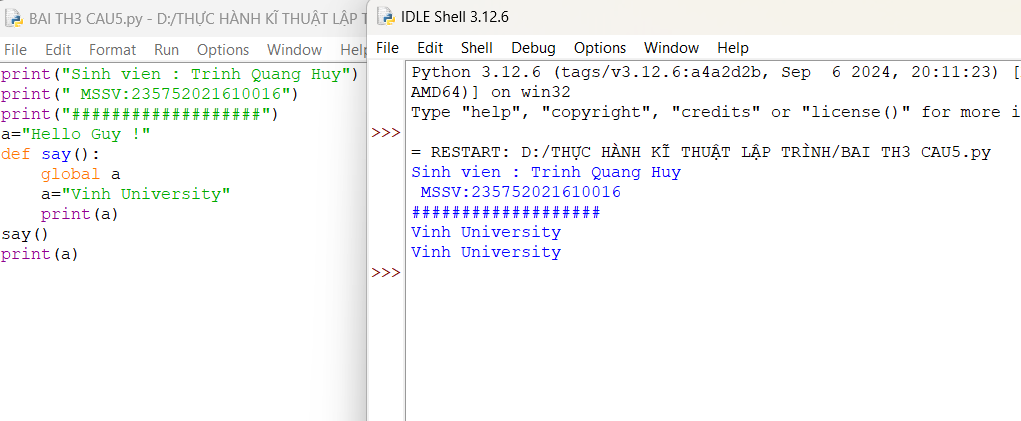 BAI TH3 CAU5.py - D:/THỰC HÀNH KĨ THUẬT LẬP T
File Edit Format Run Options Window Help
print("Sinh vien : Trinh Quang Huy")
print(" MSSV:235752021610016")
print("###################")
a="Hello Guy !"
def say():
    global a
    a="Vinh University"
    print(a)
say()
print(a)
IDLE Shell 3.12.6
File Edit Shell Debug Options Window Help
Python 3.12.6 (tags/v3.12.6:a4a2d2b, Sep  6 2024, 20:11:23) [
AMD64)] on win32
Type "help", "copyright", "credits" or "license()" for more i
>>>
= RESTART: D:/THỰC HÀNH KĨ THUẬT LẬP TRÌNH/BAI TH3 CAU5.py
Sinh vien : Trinh Quang Huy
 MSSV:235752021610016
###################
Vinh University
Vinh University
>>>